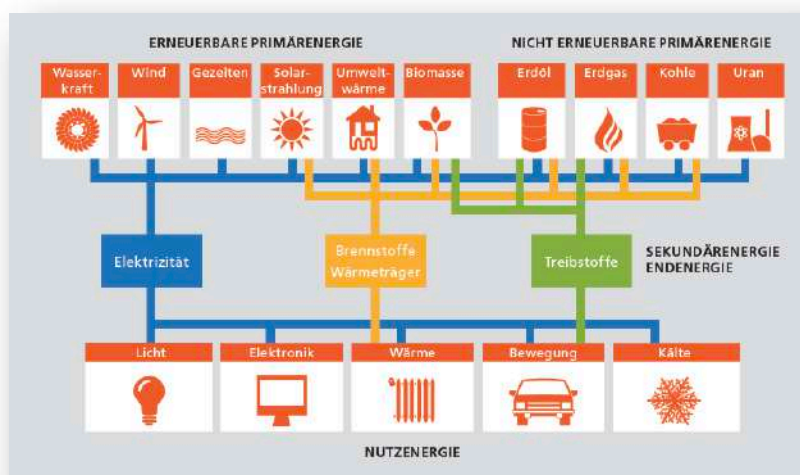 ERNEUERBARE PRIMÄRENERGIE
NICHT ERNEUERBARE PRIMÄRENERGIE
Wasser-
kraft
Wind
Gezeiten
Solar-
strahlung
Umwelt-
wärme
Biomasse
Erdöl
Erdgas
Kohle
Uran
Elektrizität
Brennstoffe
Wärmeträger
Treibstoffe
SEKUNDÄRENERGIE
ENDENERGIE
Licht
Elektronik
Wärme
Bewegung
Kälte
NUTZENERGIE